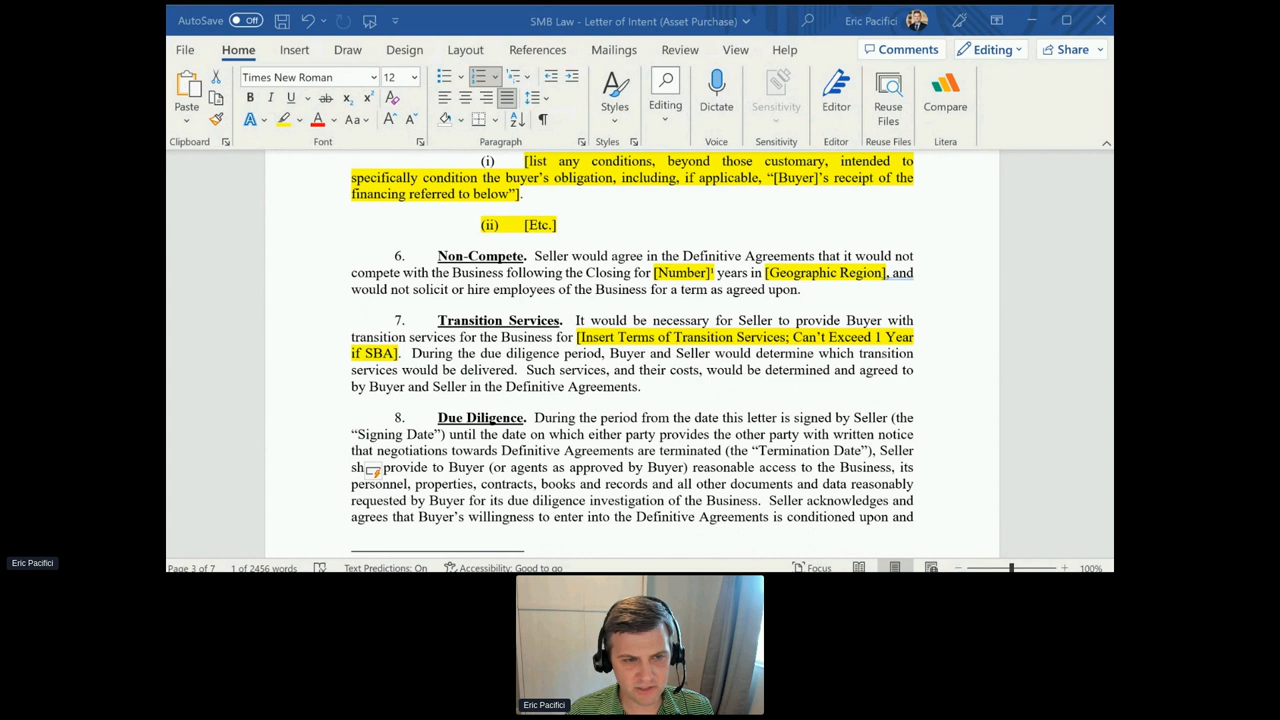 AutoSave Off SMB Law - Letter of Intent (Asset Purchase) Eric Pacifici
File Home Insert Draw Design Layout References Mailings Review View Help Comments Editing Share
Times New Roman 12
B I U ab x₂ x² A
A A Aa A A
Paste Styles Editing Dictate Sensitivity Editor Reuse Files Compare
Clipboard Font Paragraph Styles Voice Sensitivity Editor Reuse Files Litera
(i) [list any conditions, beyond those customary, intended to
specifically condition the buyer's obligation, including, if applicable, “[Buyer]’s receipt of the
financing referred to below”].
(ii) [Etc.]
6. Non-Compete. Seller would agree in the Definitive Agreements that it would not
compete with the Business following the Closing for [Number]¹ years in [Geographic Region], and
would not solicit or hire employees of the Business for a term as agreed upon.
7. Transition Services. It would be necessary for Seller to provide Buyer with
transition services for the Business for [Insert Terms of Transition Services; Can’t Exceed 1 Year
if SBA]. During the due diligence period, Buyer and Seller would determine which transition
services would be delivered. Such services, and their costs, would be determined and agreed to
by Buyer and Seller in the Definitive Agreements.
8. Due Diligence. During the period from the date this letter is signed by Seller (the
“Signing Date”) until the date on which either party provides the other party with written notice
that negotiations towards Definitive Agreements are terminated (the “Termination Date”), Seller
sh provide to Buyer (or agents as approved by Buyer) reasonable access to the Business, its
personnel, properties, contracts, books and records and all other documents and data reasonably
requested by Buyer for its due diligence investigation of the Business. Seller acknowledges and
agrees that Buyer’s willingness to enter into the Definitive Agreements is conditioned upon and
Eric Pacifici
Page 3 of 7 1 of 2456 words Text Predictions: On Accessibility: Good to go Focus 100%
Eric Pacifici